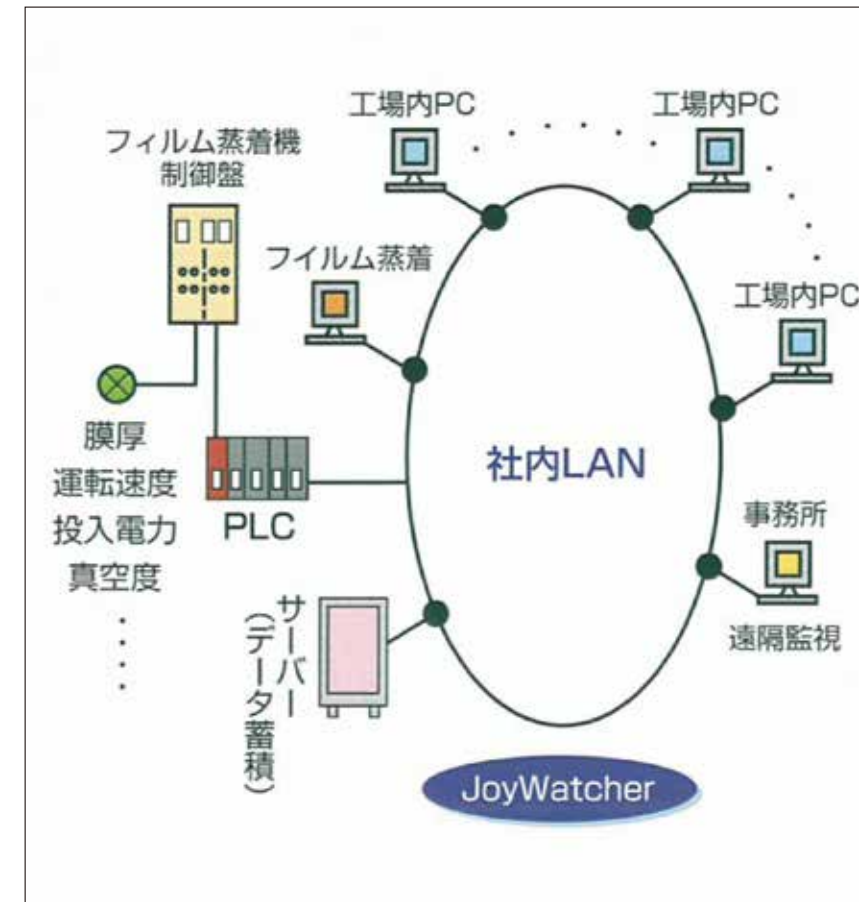 工場内PC
工場内PC
フィルム蒸着機
制御盤
フイルム蒸着
工場内PC
膜厚
運転速度
投入電力
真空度
PLC
社内LAN
事務所
遠隔監視
サーバー
(データ蓄積)
JoyWatcher